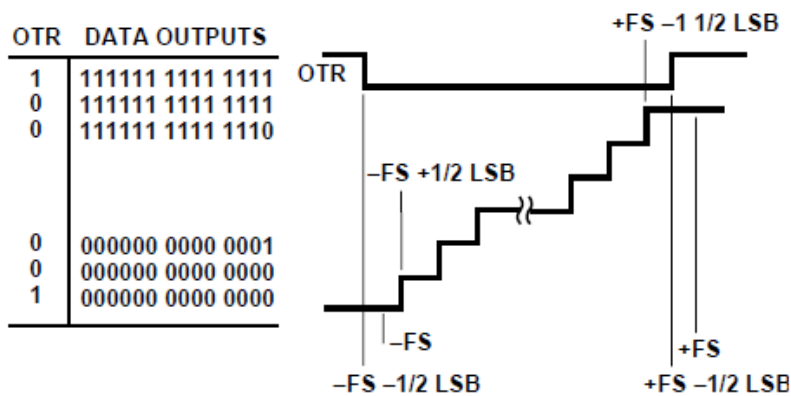 OTR DATA OUTPUTS
1 111111 1111 1111
0 111111 1111 1111
0 111111 1111 1110
0 000000 0000 0001
0 000000 0000 0000
1 000000 0000 0000
+FS –1 1/2 LSB
OTR
–FS +1/2 LSB
–FS
+FS
–FS –1/2 LSB
+FS –1/2 LSB